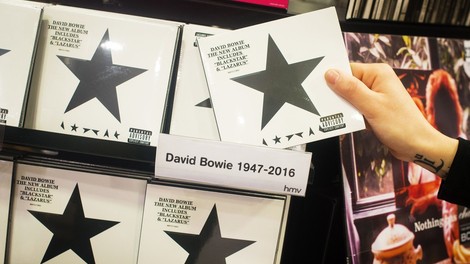 DAVID BOWIE
THE NEW ALBUM
INCLUDES
"BLACKSTAR"
& "LAZARUS"
DAVID BOWIE
THE NEW ALBUM
INCLUDES
"BLACKSTAR"
& "LAZARUS"
David Bowie 1947-2016
hmv
DAVID BOWIE
THE NEW ALBUM
INCLUDES
"BLACKSTAR"
& "LAZARUS"
DAVID BOWIE
THE NEW ALBUM
INCLUDES
"BLACKSTAR"
& "LAZARUS"
Nothing